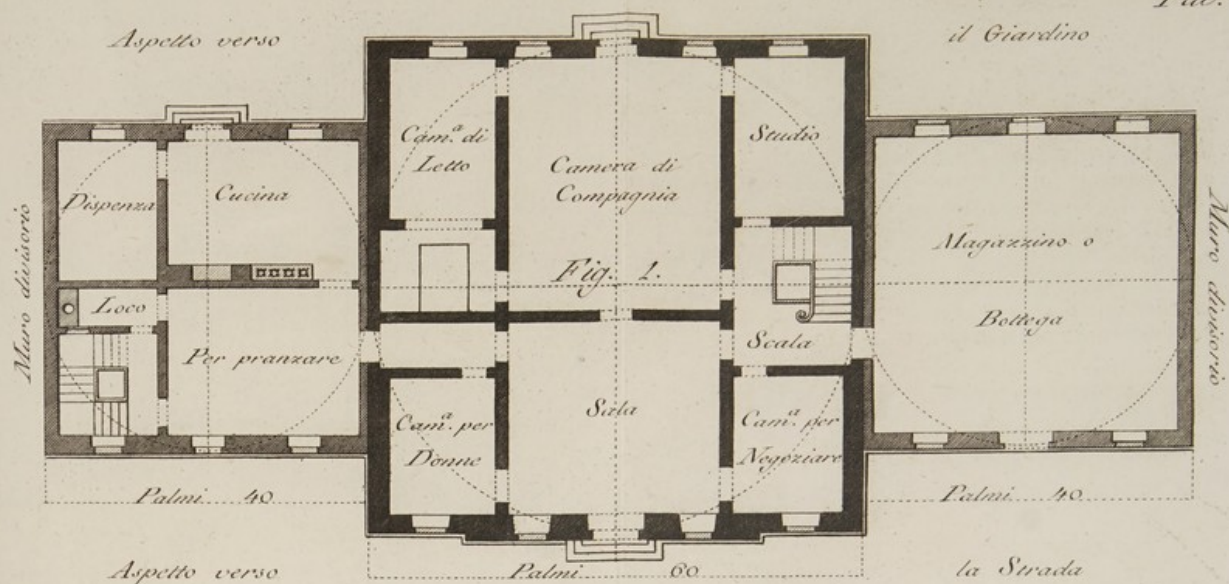 Aspetto verso
il Giardino
Cam.ª di
Letto
Camera di
Compagnia
Studio
Dispenza
Cucina
Muro divisorio
Magazzino o
Bottega
Muro divisorio
Fig. 1.
Loco
Per pranzare
Scala
Sala
Cam.ª per
Donne
Cam.ª per
Negoziare
Palmi 40
Palmi 60
Palmi 40
Aspetto verso
la Strada